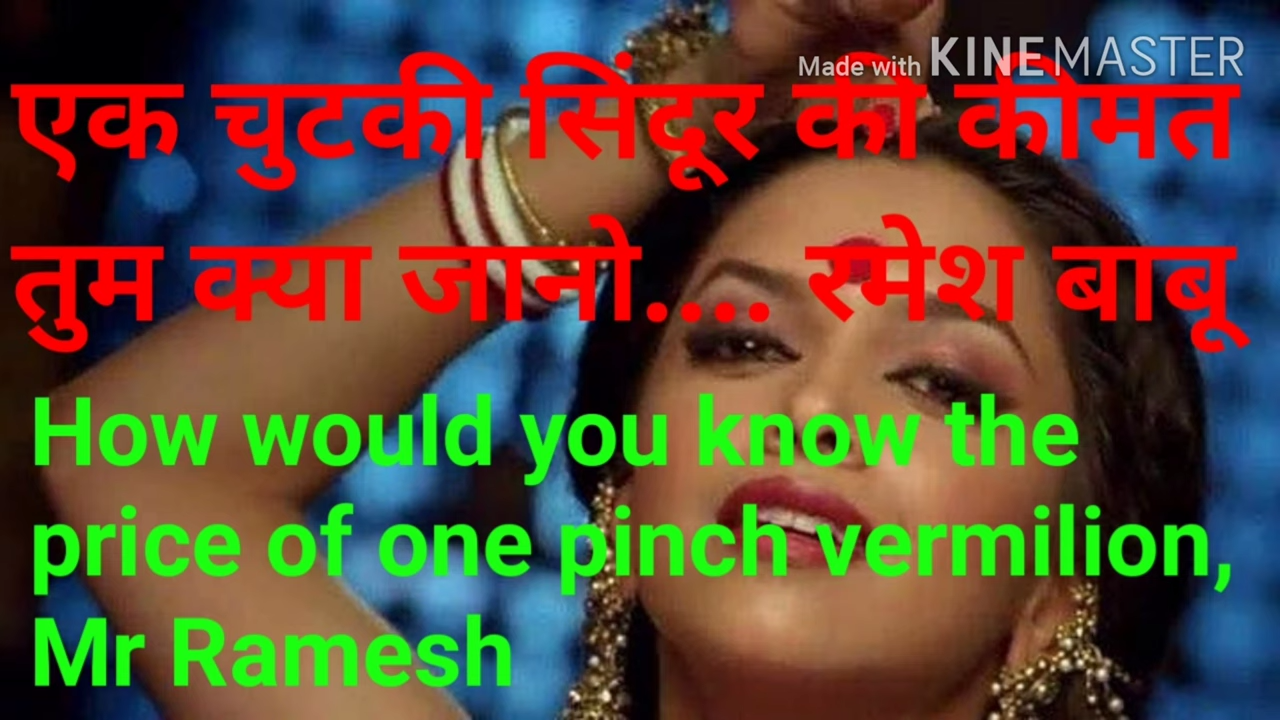 Made with KINEMASTER
एक चुटकी सिंदूर की कीमत
तुम क्या जानो.... रमेश बाबू
How would you know the
price of one pinch vermilion,
Mr Ramesh